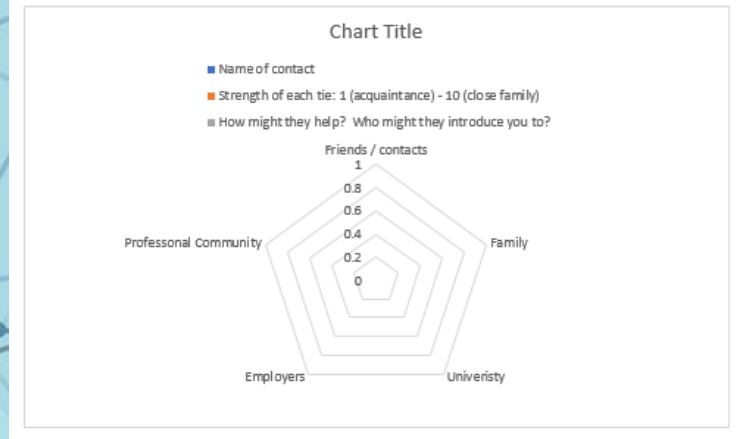 Chart Title
Name of contact
Strength of each tie: 1 (acquaintance) - 10 (close family)
How might they help?  Who might they introduce you to?
Friends / contacts
1
0.8
0.6
0.4
0.2
0
Professonal Community
Family
Employers
Univeristy